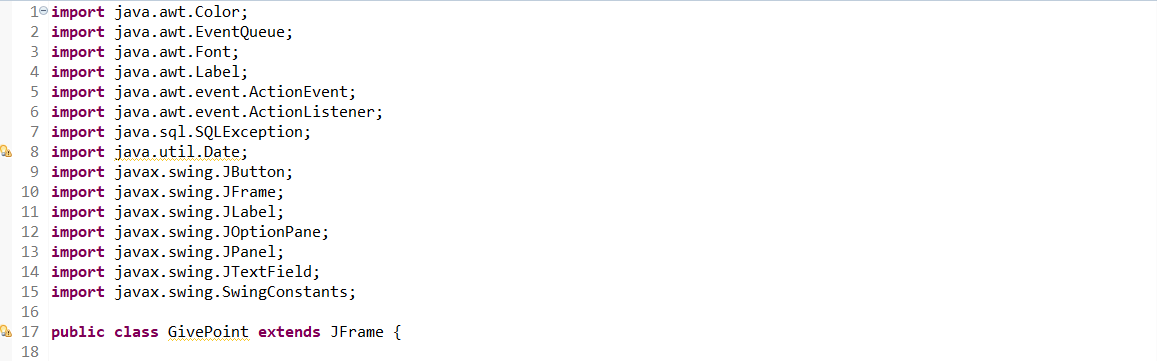 1 import java.awt.Color;
2 import java.awt.EventQueue;
3 import java.awt.Font;
4 import java.awt.Label;
5 import java.awt.event.ActionEvent;
6 import java.awt.event.ActionListener;
7 import java.sql.SQLException;
8 import java.util.Date;
9 import javax.swing.JButton;
10 import javax.swing.JFrame;
11 import javax.swing.JLabel;
12 import javax.swing.JOptionPane;
13 import javax.swing.JPanel;
14 import javax.swing.JTextField;
15 import javax.swing.SwingConstants;
16
17 public class GivePoint extends JFrame {
18